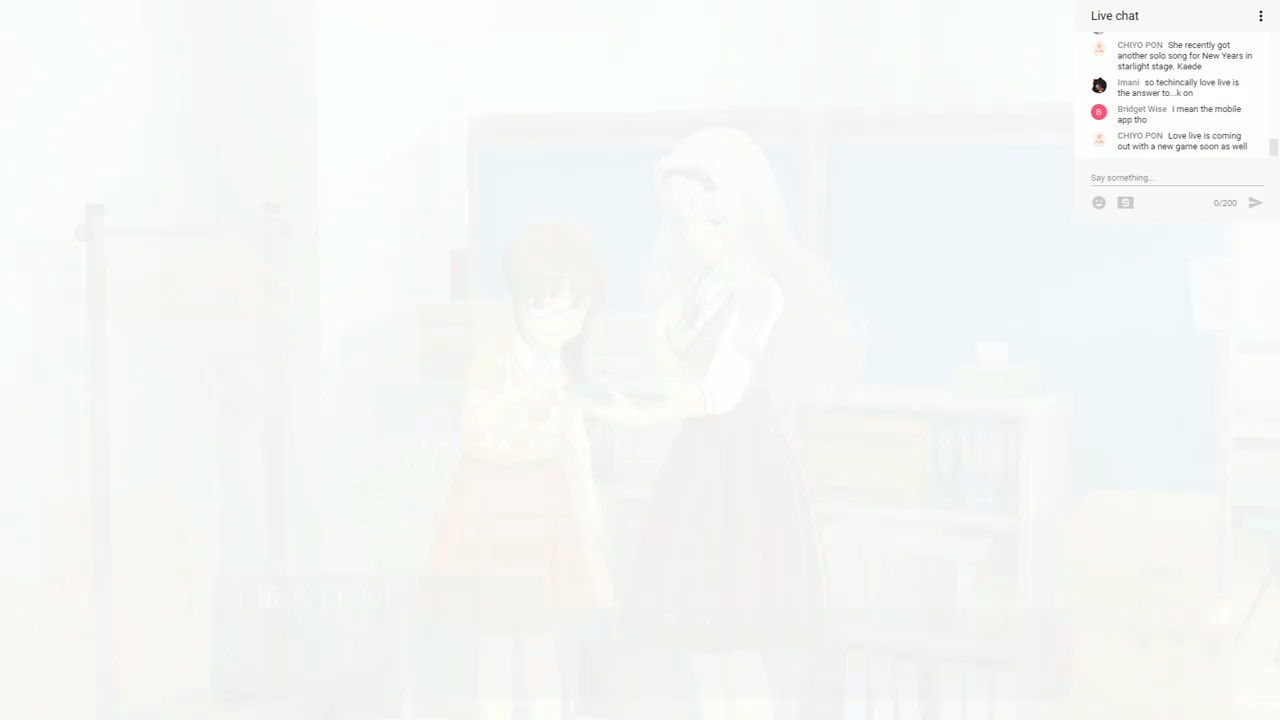 Live chat
CHIYO PON She recently got
another solo song for New Years in
starlight stage. Kaede
Imani so techincally love live is
the answer to...k on
Bridget Wise I mean the mobile
app tho
CHIYO PON Love live is coming
out with a new game soon as well
Say something...
0/200